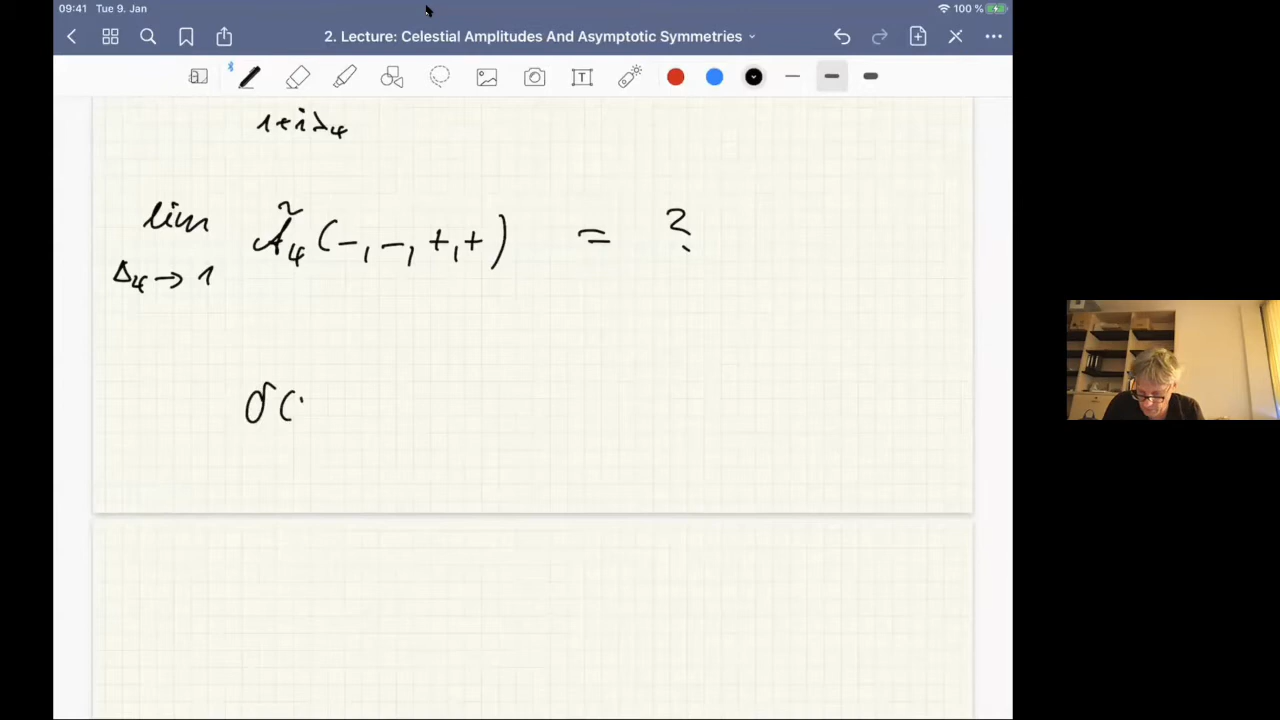 09:41 Tue 9. Jan
100 %
2. Lecture: Celestial Amplitudes And Asymptotic Symmetries
T
1+iλ₄
lim Ã₄(-,-,+,+) = ?
Δ₄→1
δ(